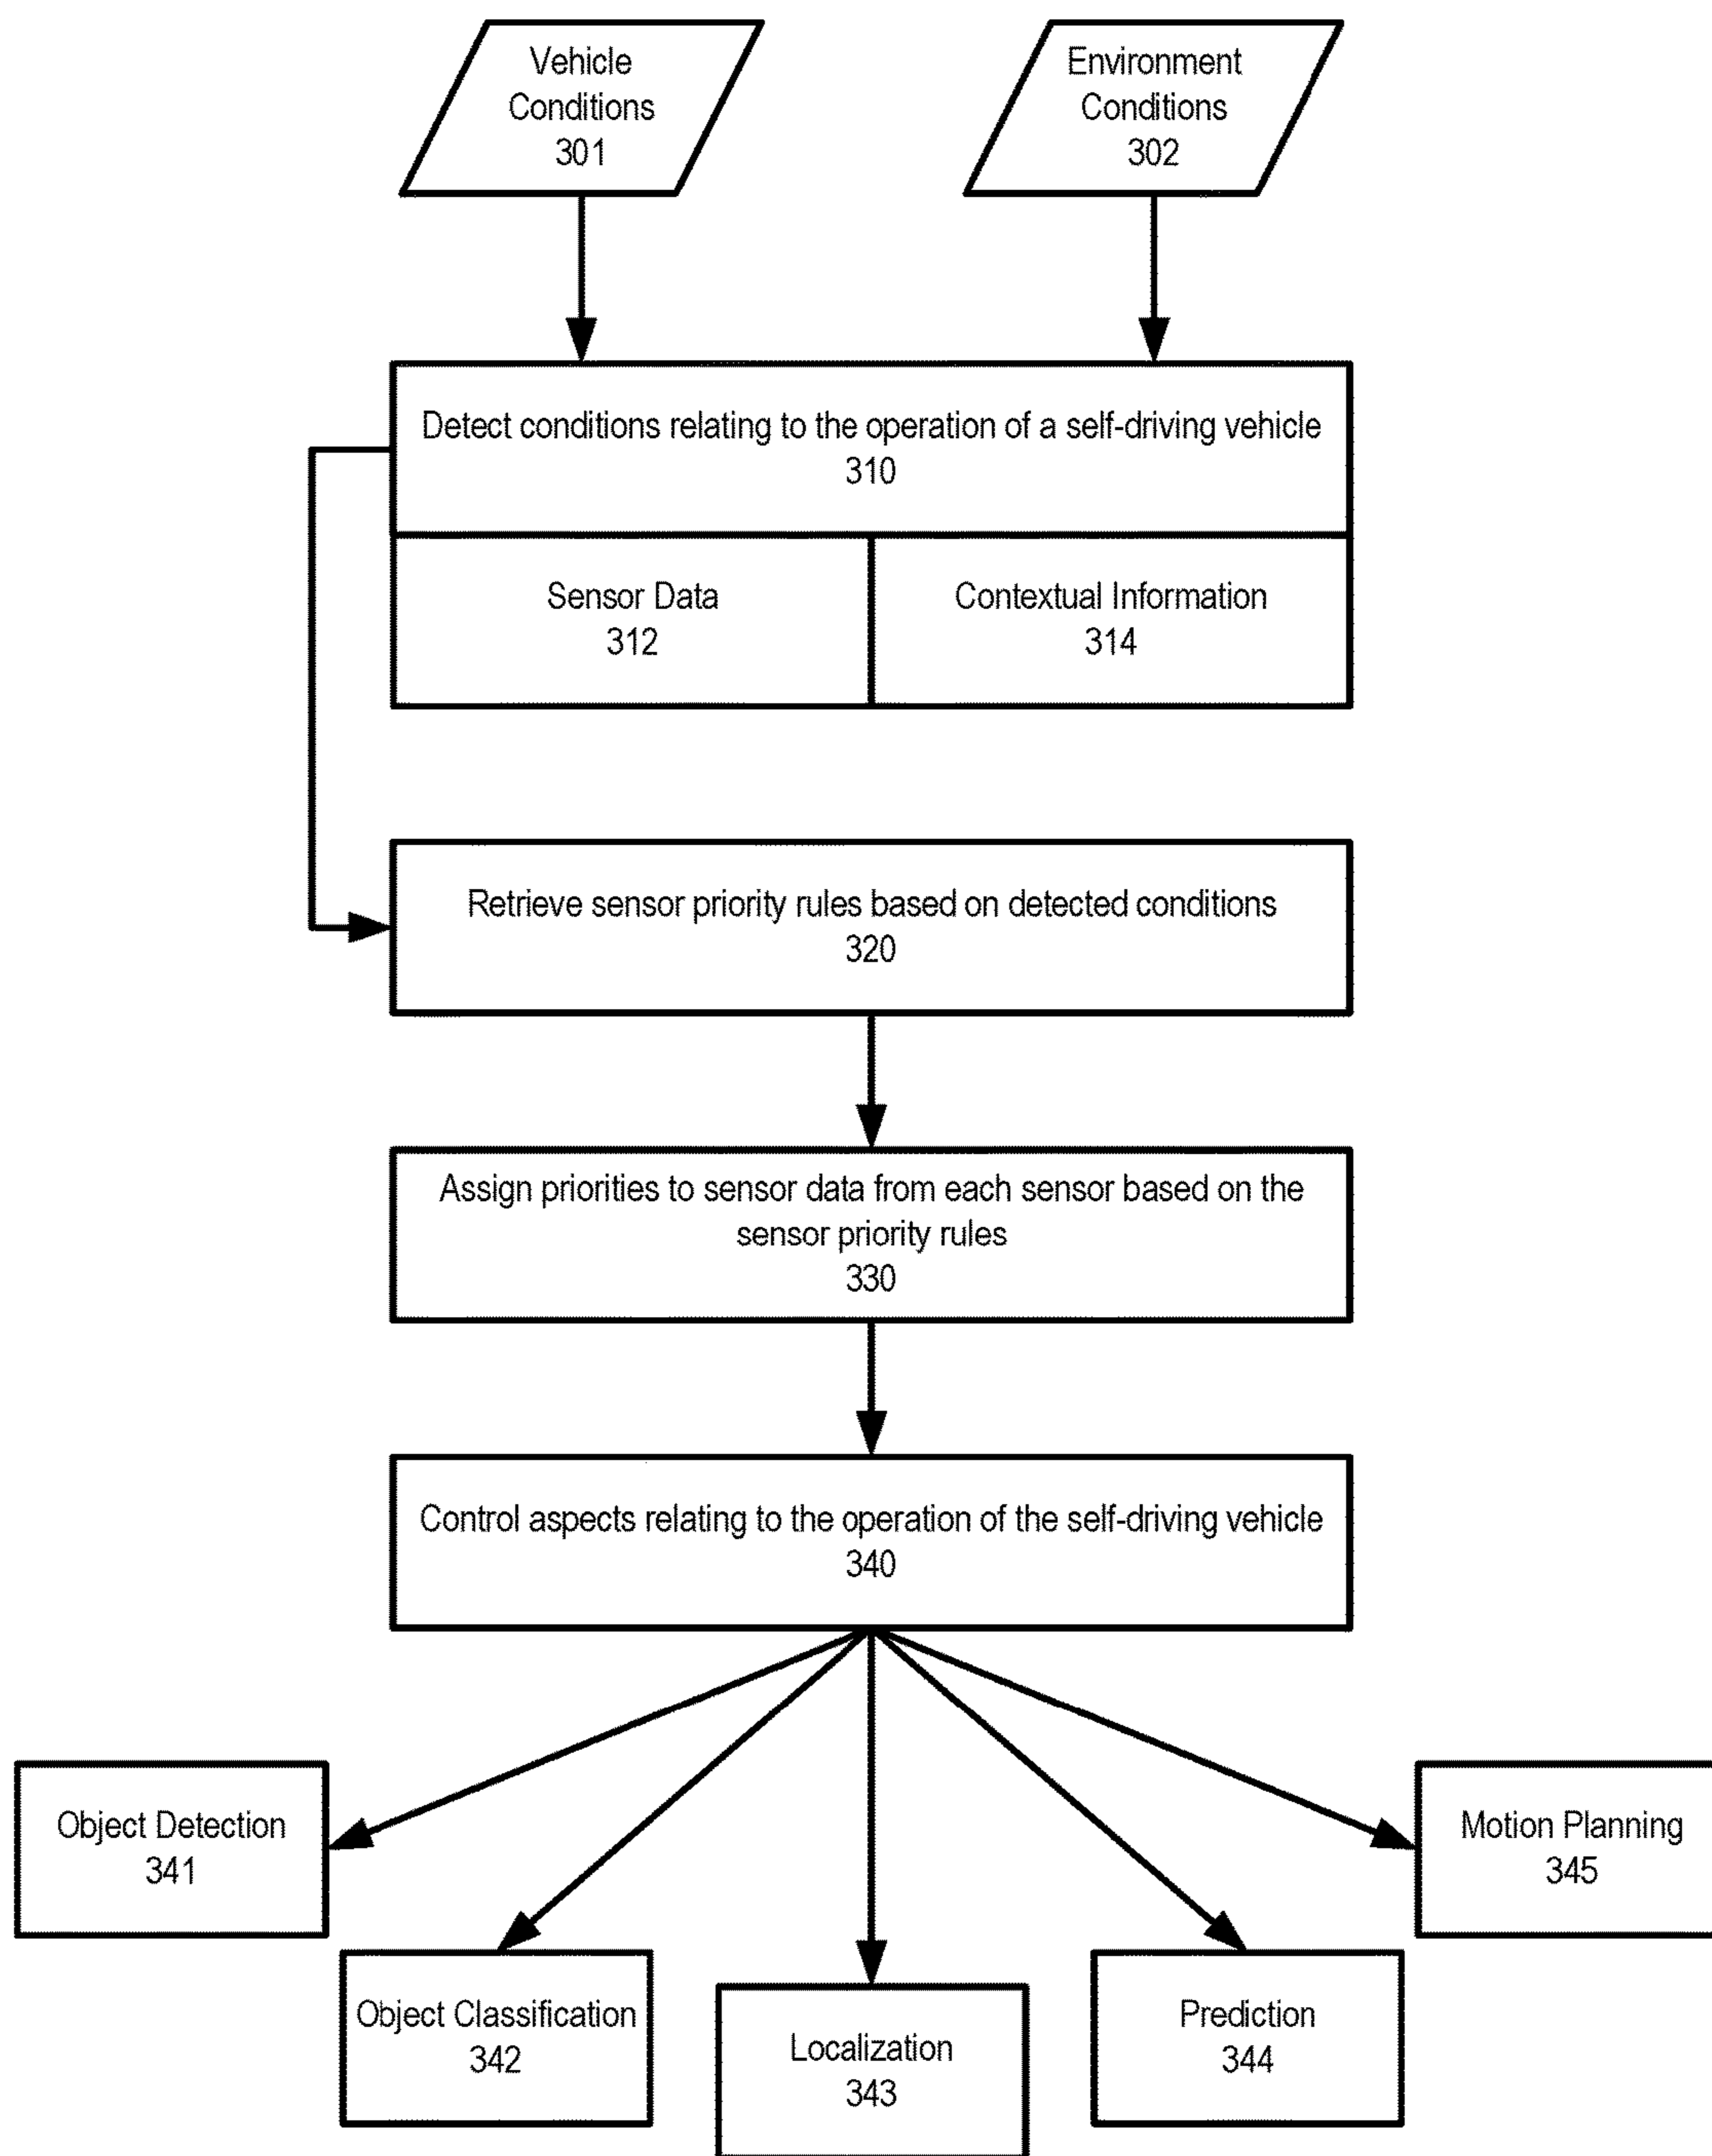 Vehicle
Conditions
301
Environment
Conditions
302
Detect conditions relating to the operation of a self-driving vehicle
310
Sensor Data
312
Contextual Information
314
Retrieve sensor priority rules based on detected conditions
320
Assign priorities to sensor data from each sensor based on the
sensor priority rules
330
Control aspects relating to the operation of the self-driving vehicle
340
Object Detection
341
Object Classification
342
Localization
343
Prediction
344
Motion Planning
345